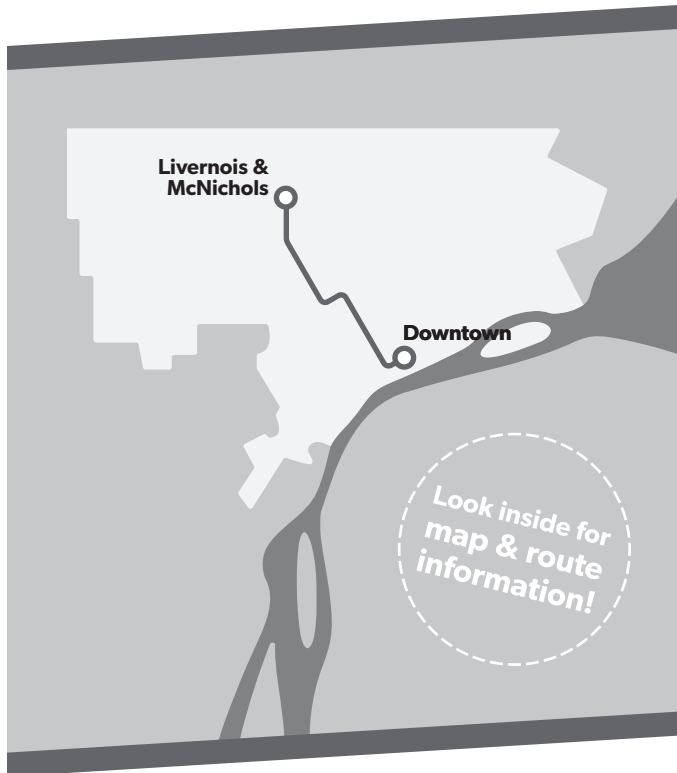 Livernois &
McNichols
Downtown
Look inside for
map & route
information!